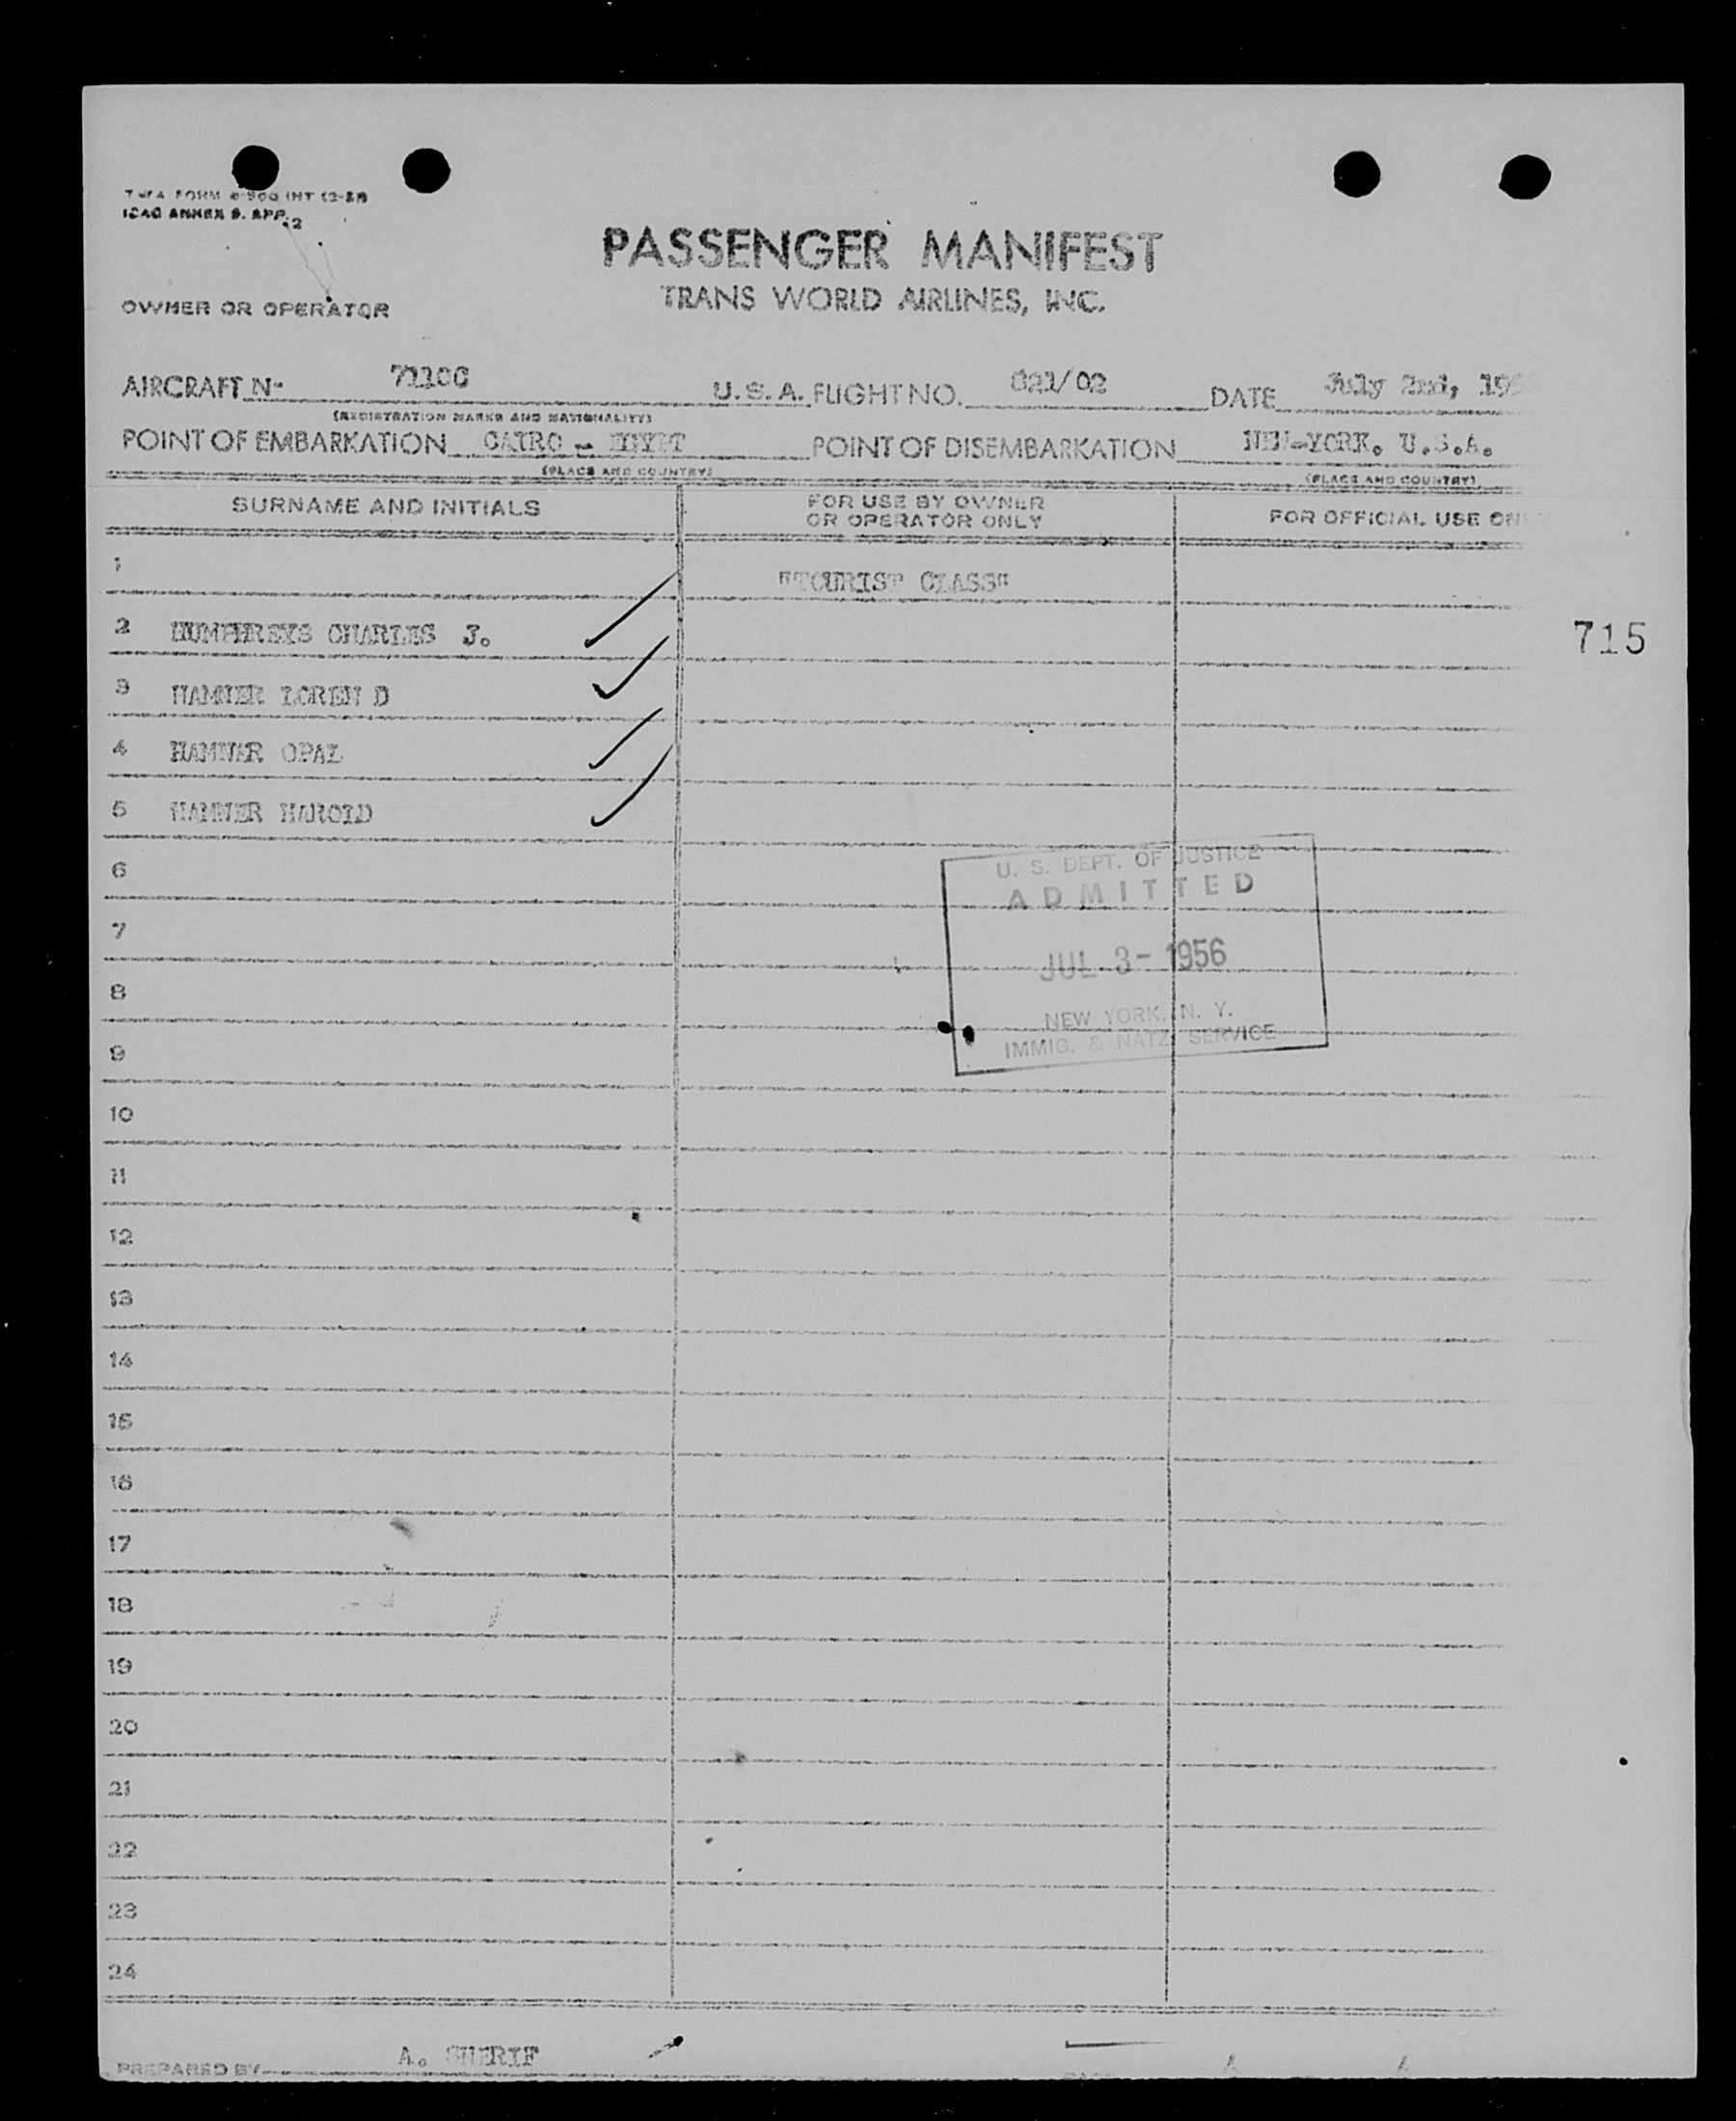 ICAO ANNEX 9. APP. 2
PASSENGER MANIFEST
TRANS WORLD AIRLINES, INC.
OWNER OR OPERATOR
AIRCRAFT N- U.S.A. FLIGHT NO. 821/02 DATE July 2nd,
(REGISTRATION MARKS AND NATIONALITY)
POINT OF EMBARKATION CAIRO - EGYPT POINT OF DISEMBARKATION NEW-YORK. U.S.A.
(PLACE AND COUNTRY) (PLACE AND COUNTRY)
SURNAME AND INITIALS FOR USE BY OWNER OR OPERATOR ONLY FOR OFFICIAL USE
1 "TOURIST CLASS"
2 HUMPHREYS CHARLES J.
715
3 HAMNER LOREN D
4 HAMNAR OPAL
5 HAMNER HAROLD
6
U. S. DEPT. OF JUSTICE
ADMITTED
7
JUL 3- 1956
8
NEW YORK, N. Y.
IMMIG. & NATZ. SERVICE
9
10
11
12
13
14
15
16
17
18
19
20
21
22
23
24
PREPARED BY A. SHERIF